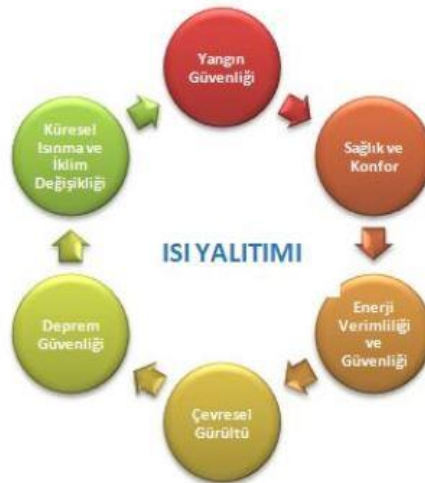 Yangın
Güvenliği
Sağlık ve
Konfor
Enerji
Verimliliği
ve
Güvenliği
Çevresel
Gürültü
Deprem
Güvenliği
Küresel
Isınma ve
İklim
Değişikliği
ISI YALITIMI